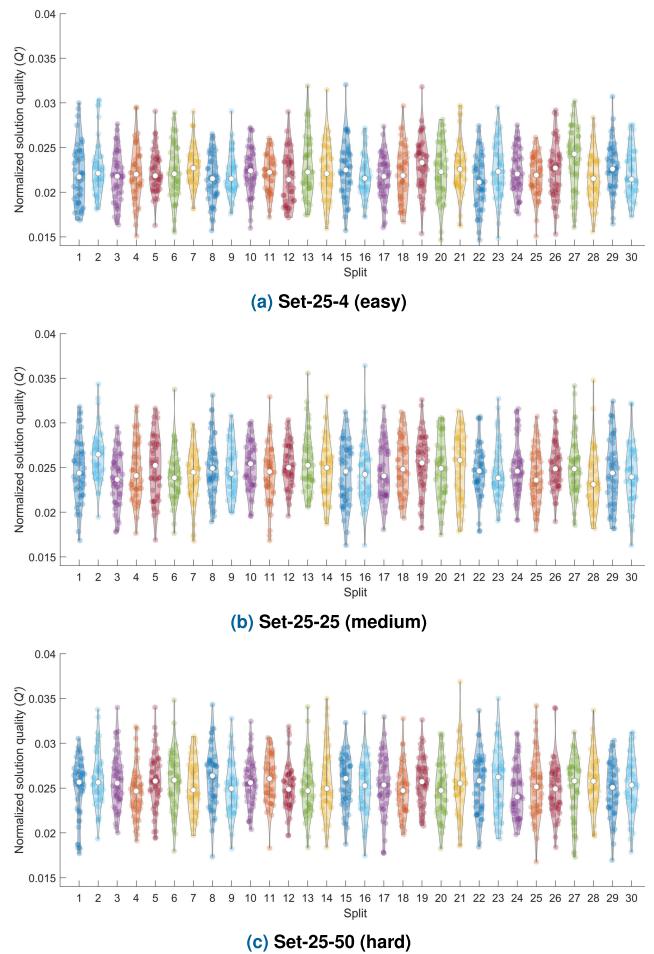 0.04
0.035
0.03
0.025
0.02
0.015
Normalized solution quality (Q')
1 2 3 4 5 6 7 8 9 10 11 12 13 14 15 16 17 18 19 20 21 22 23 24 25 26 27 28 29 30
Split
(a) Set-25-4 (easy)
0.04
0.035
0.03
0.025
0.02
0.015
Normalized solution quality (Q')
1 2 3 4 5 6 7 8 9 10 11 12 13 14 15 16 17 18 19 20 21 22 23 24 25 26 27 28 29 30
Split
(b) Set-25-25 (medium)
0.04
0.035
0.03
0.025
0.02
0.015
Normalized solution quality (Q')
1 2 3 4 5 6 7 8 9 10 11 12 13 14 15 16 17 18 19 20 21 22 23 24 25 26 27 28 29 30
Split
(c) Set-25-50 (hard)